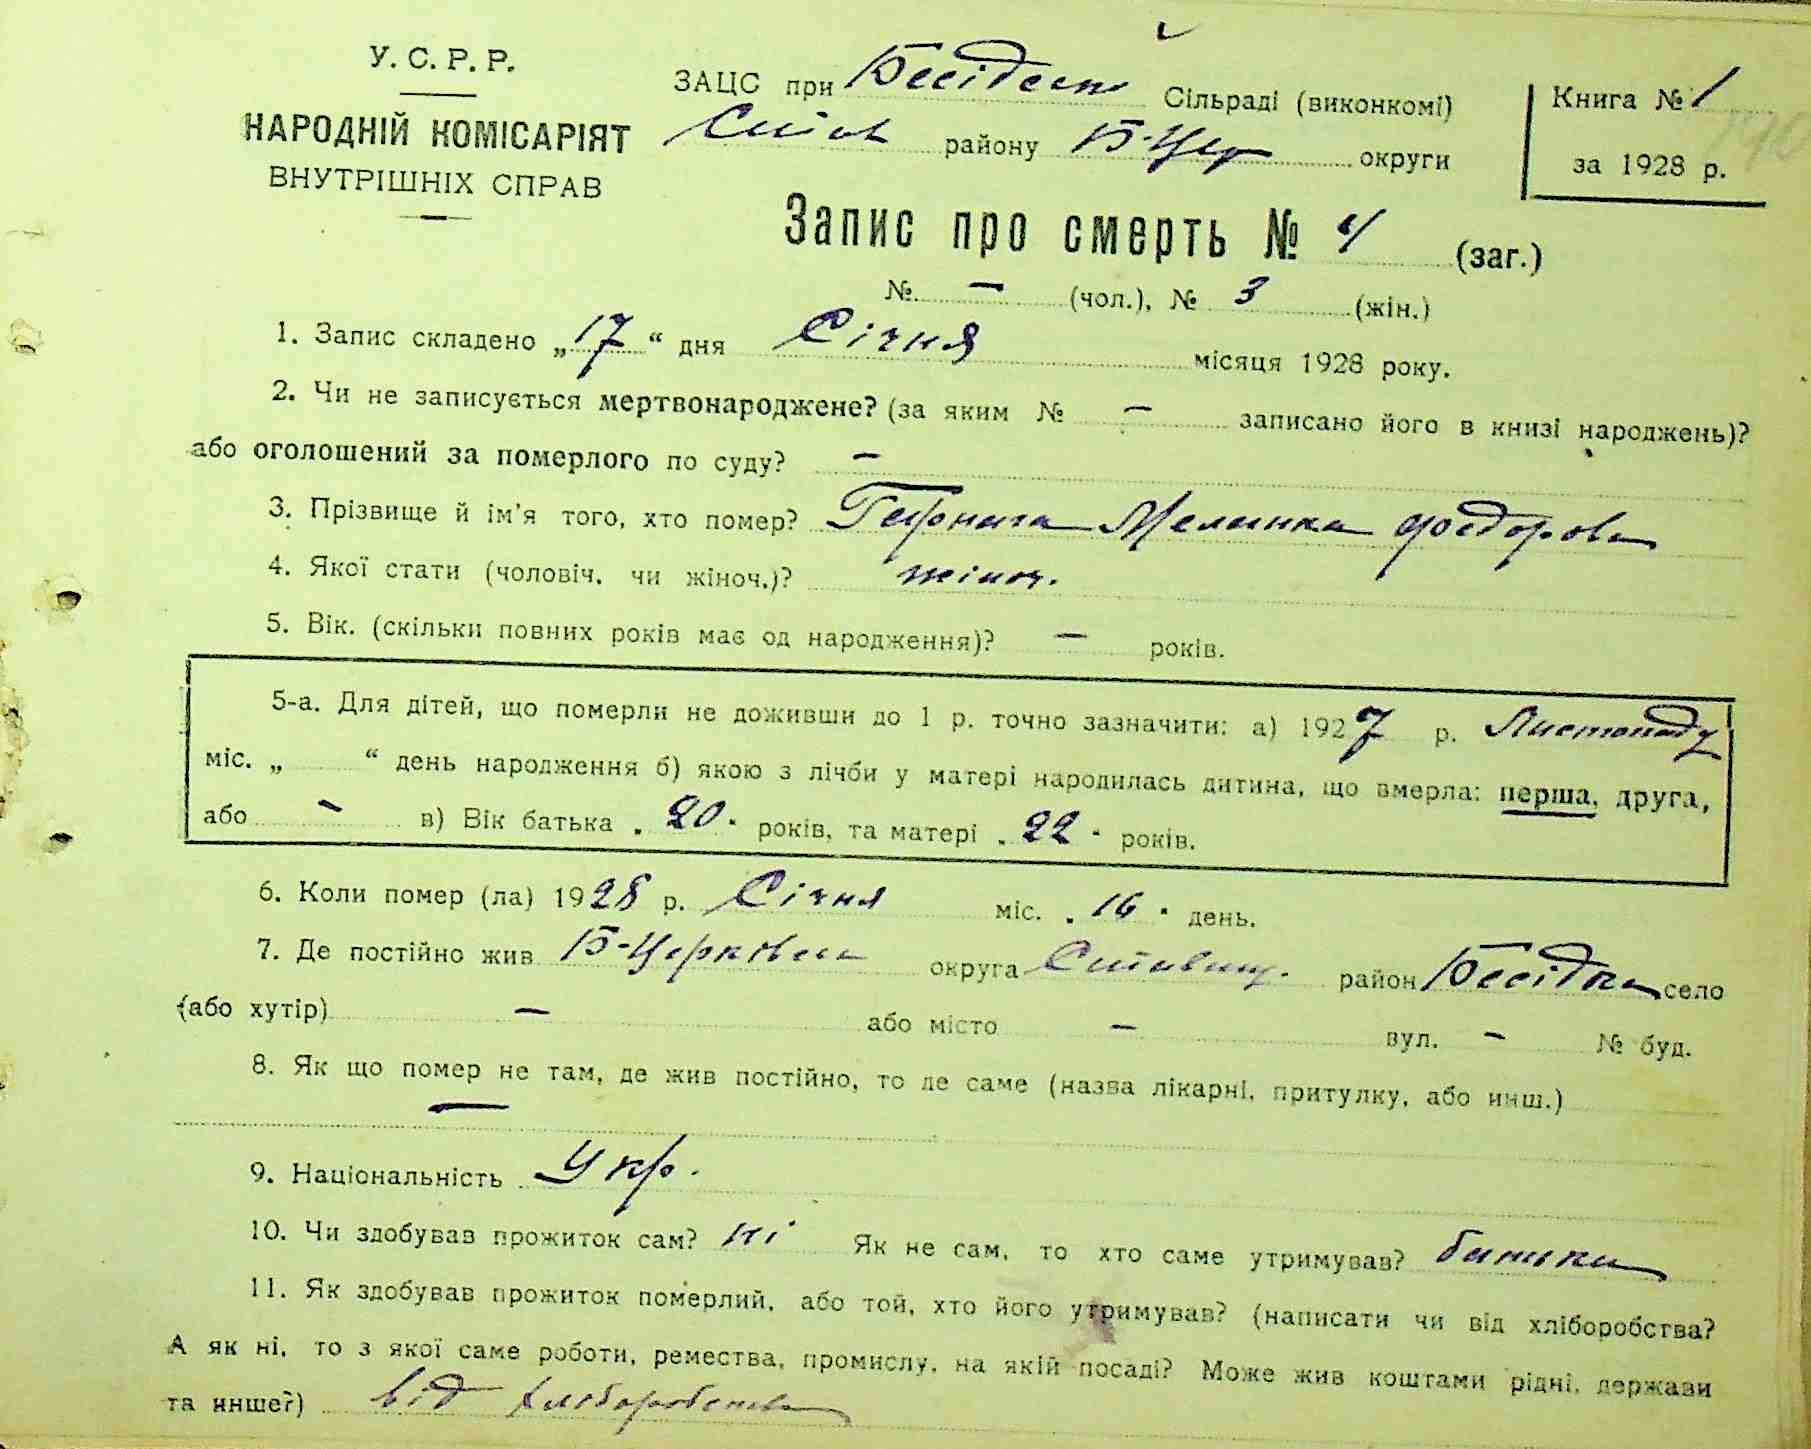 У. С. Р. Р.
НАРОДНІЙ КОМІСАРІЯТ
ВНУТРІШНІХ СПРАВ
ЗАЦС при Бесідськ Сільраді (виконкомі)
району Б-Цер округи
Книга № 1
за 1928 р.
Запис про смерть № 4 (заг.)
№ — (чол.), № 3 (жін.)
1. Запис складено „17“ дня Січня місяця 1928 року.
2. Чи не записується мертвонароджене? (за яким № — записано його в книзі народжень)?
або оголошений за померлого по суду? —
3. Прізвище й ім'я того, хто помер? Федоров
4. Якої стати (чоловіч. чи жіноч.)? жіноч.
5. Вік. (скільки повних років має од народження)? — років.
5-а. Для дітей, що померли не доживши до 1 р. точно зазначити: а) 1927 р. Листопаду
міс. „ “ день народження б) якою з лічби у матері народилась дитина, що вмерла: перша, друга,
або — в) Вік батька „20“ років, та матері „22“ років.
6. Коли помер (ла) 1928 р. Січня міс. „16“ день.
7. Де постійно жив Б-Церківська округа Ставищ. район Бесідка село
(або хутір) — або місто — вул. — № буд.
8. Як що помер не там, де жив постійно, то де саме (назва лікарні, притулку, або инш.)
—
9. Національність Укр.
10. Чи здобував прожиток сам? ні Як не сам, то хто саме утримував? батьки
11. Як здобував прожиток померлий, або той, хто його утримував? (написати чи від хліборобства?
А як ні, то з якої саме роботи, ремества, промислу, на якій посаді? Може жив коштами рідні, держави
та инше?) від хліборобства